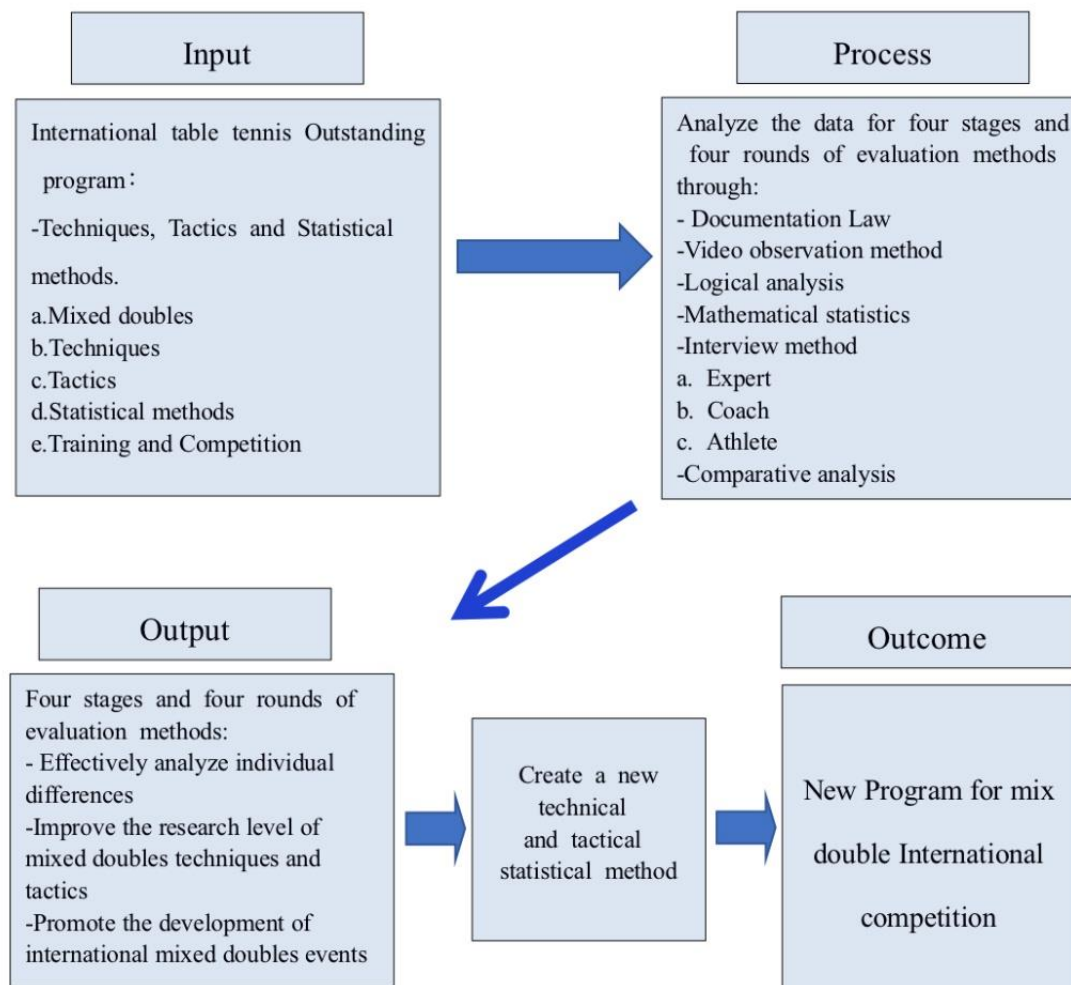 Input
International table tennis Outstanding
program：
-Techniques, Tactics and Statistical
methods.
a.Mixed doubles
b.Techniques
c.Tactics
d.Statistical methods
e.Training and Competition
Process
Analyze the data for four stages and
four rounds of evaluation methods
through:
- Documentation Law
-Video observation method
-Logical analysis
-Mathematical statistics
-Interview method
a. Expert
b. Coach
c. Athlete
-Comparative analysis
Output
Four stages and four rounds of
evaluation methods:
- Effectively analyze individual
differences
-Improve the research level of
mixed doubles techniques and
tactics
-Promote the development of
international mixed doubles events
Create a new
technical
and tactical
statistical method
Outcome
New Program for mix
double International
competition